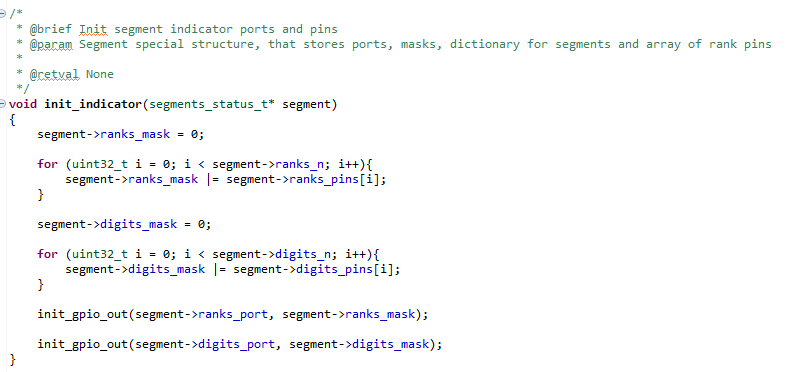 /*
 * @brief Init segment indicator ports and pins
 * @param Segment special structure, that stores ports, masks, dictionary for segments and array of rank pins
 *
 * @retval None
 */
void init_indicator(segments_status_t* segment)
{
    segment->ranks_mask = 0;

    for (uint32_t i = 0; i < segment->ranks_n; i++){
        segment->ranks_mask |= segment->ranks_pins[i];
    }

    segment->digits_mask = 0;

    for (uint32_t i = 0; i < segment->digits_n; i++){
        segment->digits_mask |= segment->digits_pins[i];
    }

    init_gpio_out(segment->ranks_port, segment->ranks_mask);

    init_gpio_out(segment->digits_port, segment->digits_mask);
}